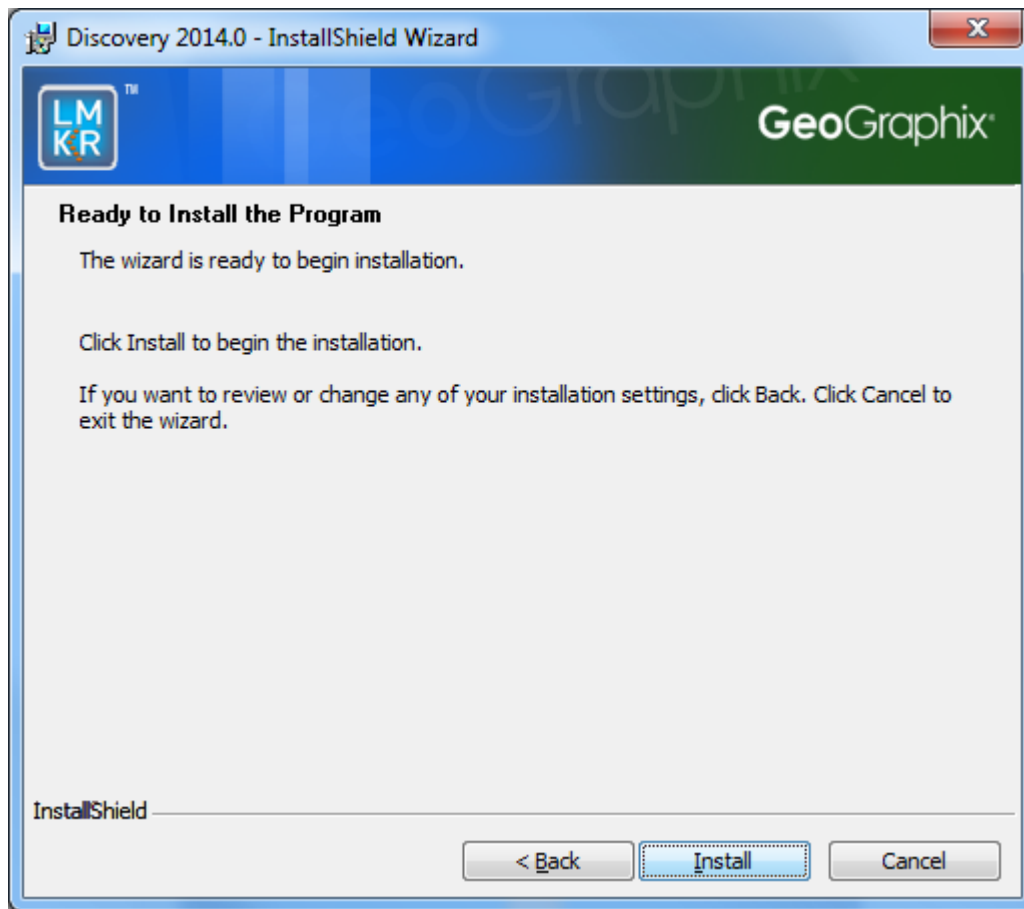 Discovery 2014.0 - InstallShield Wizard
LM
KR
TM
GeoGraphix
GeoGraphix®
Ready to Install the Program
The wizard is ready to begin installation.
Click Install to begin the installation.
If you want to review or change any of your installation settings, click Back. Click Cancel to
exit the wizard.
InstallShield
< Back
Install
Cancel